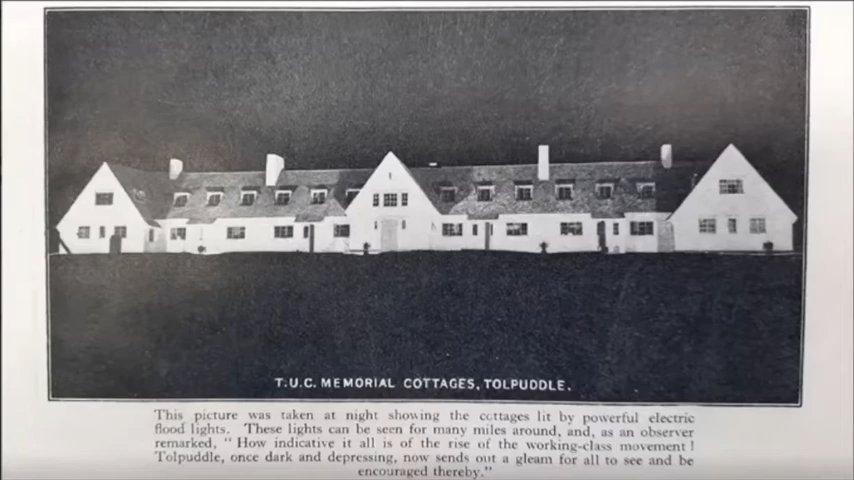 T.U.C. MEMORIAL COTTAGES, TOLPUDDLE.
This picture was taken at night showing the cottages lit by powerful electric
flood lights. These lights can be seen for many miles around, and, as an observer
remarked, " How indicative it all is of the rise of the working-class movement !
Tolpuddle, once dark and depressing, now sends out a gleam for all to see and be
encouraged thereby."